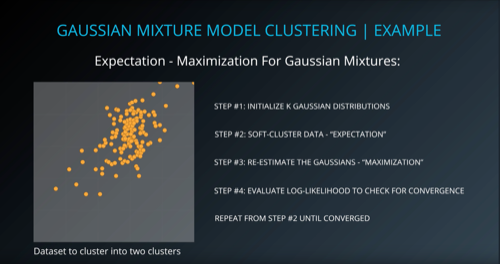 GAUSSIAN MIXTURE MODEL CLUSTERING | EXAMPLE
Expectation - Maximization For Gaussian Mixtures:
STEP #1: INITIALIZE K GAUSSIAN DISTRIBUTIONS
STEP #2: SOFT-CLUSTER DATA - “EXPECTATION”
STEP #3: RE-ESTIMATE THE GAUSSIANS - “MAXIMIZATION”
STEP #4: EVALUATE LOG-LIKELIHOOD TO CHECK FOR CONVERGENCE
REPEAT FROM STEP #2 UNTIL CONVERGED
Dataset to cluster into two clusters